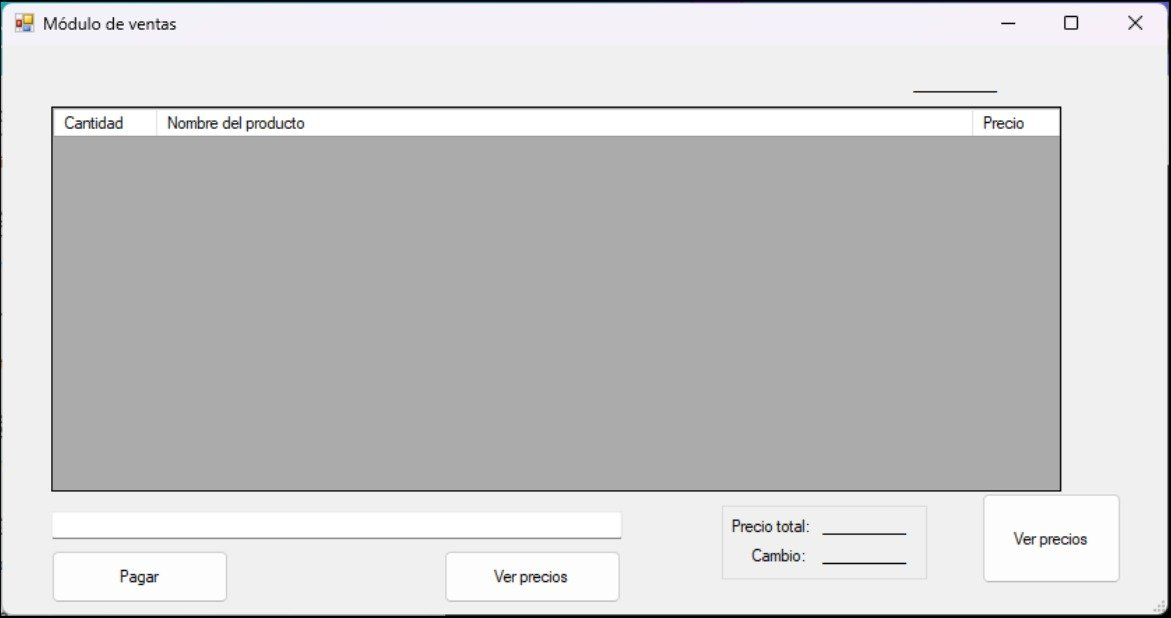 Módulo de ventas
Cantidad Nombre del producto Precio
Precio total:
Cambio:
Ver precios
Pagar Ver precios